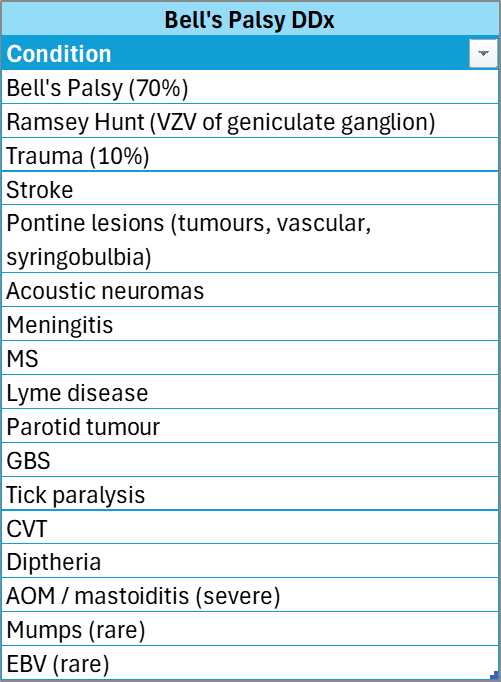 Bell's Palsy DDx
Condition
Bell's Palsy (70%)
Ramsey Hunt (VZV of geniculate ganglion)
Trauma (10%)
Stroke
Pontine lesions (tumours, vascular,
syringobulbia)
Acoustic neuromas
Meningitis
MS
Lyme disease
Parotid tumour
GBS
Tick paralysis
CVT
Diptheria
AOM / mastoiditis (severe)
Mumps (rare)
EBV (rare)